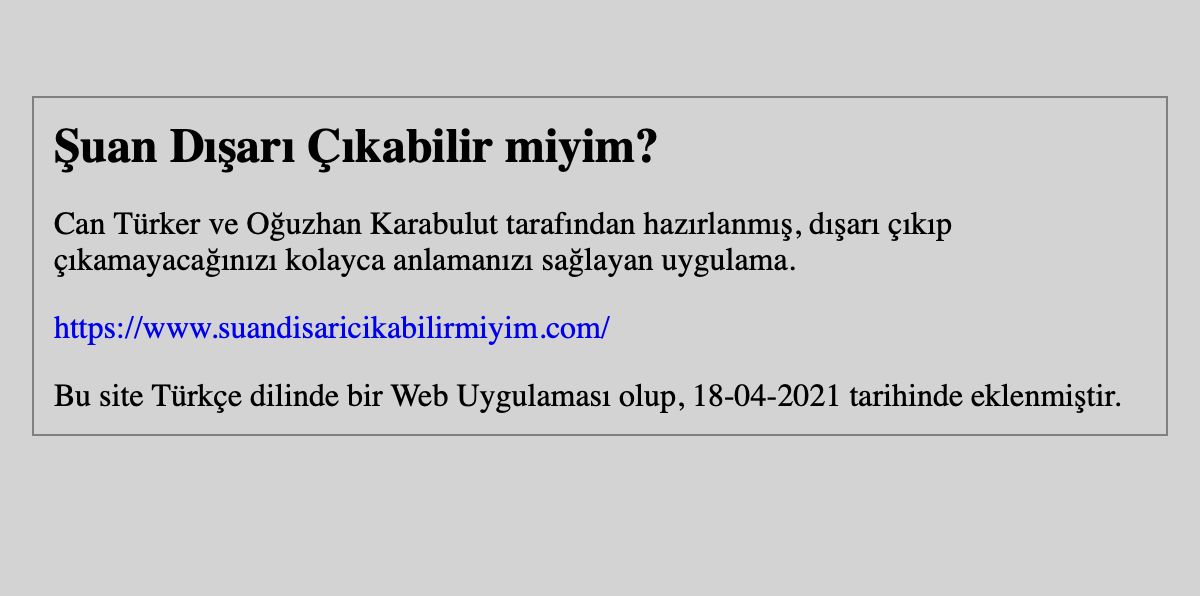 Şuan Dışarı Çıkabilir miyim?
Can Türker ve Oğuzhan Karabulut tarafından hazırlanmış, dışarı çıkıp
çıkamayacağınızı kolayca anlamanızı sağlayan uygulama.
https://www.suandisaricikabilirmiyim.com/
Bu site Türkçe dilinde bir Web Uygulaması olup, 18-04-2021 tarihinde eklenmiştir.